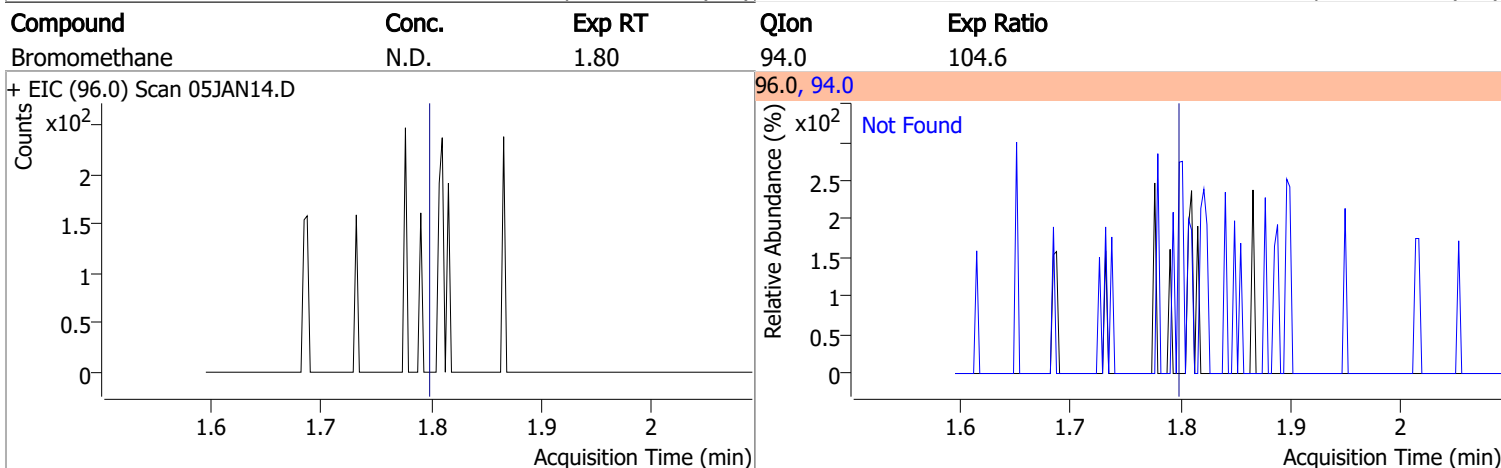 Compound Conc. Exp RT QIon Exp Ratio
Bromomethane N.D. 1.80 94.0 104.6
+ EIC (96.0) Scan 05JAN14.D
Counts
x10²
2
1.5
1
0.5
0
1.6 1.7 1.8 1.9 2
Acquisition Time (min)
96.0, 94.0
Relative Abundance (%)
x10²
Not Found
2.5
2
1.5
1
0.5
0
1.6 1.7 1.8 1.9 2
Acquisition Time (min)